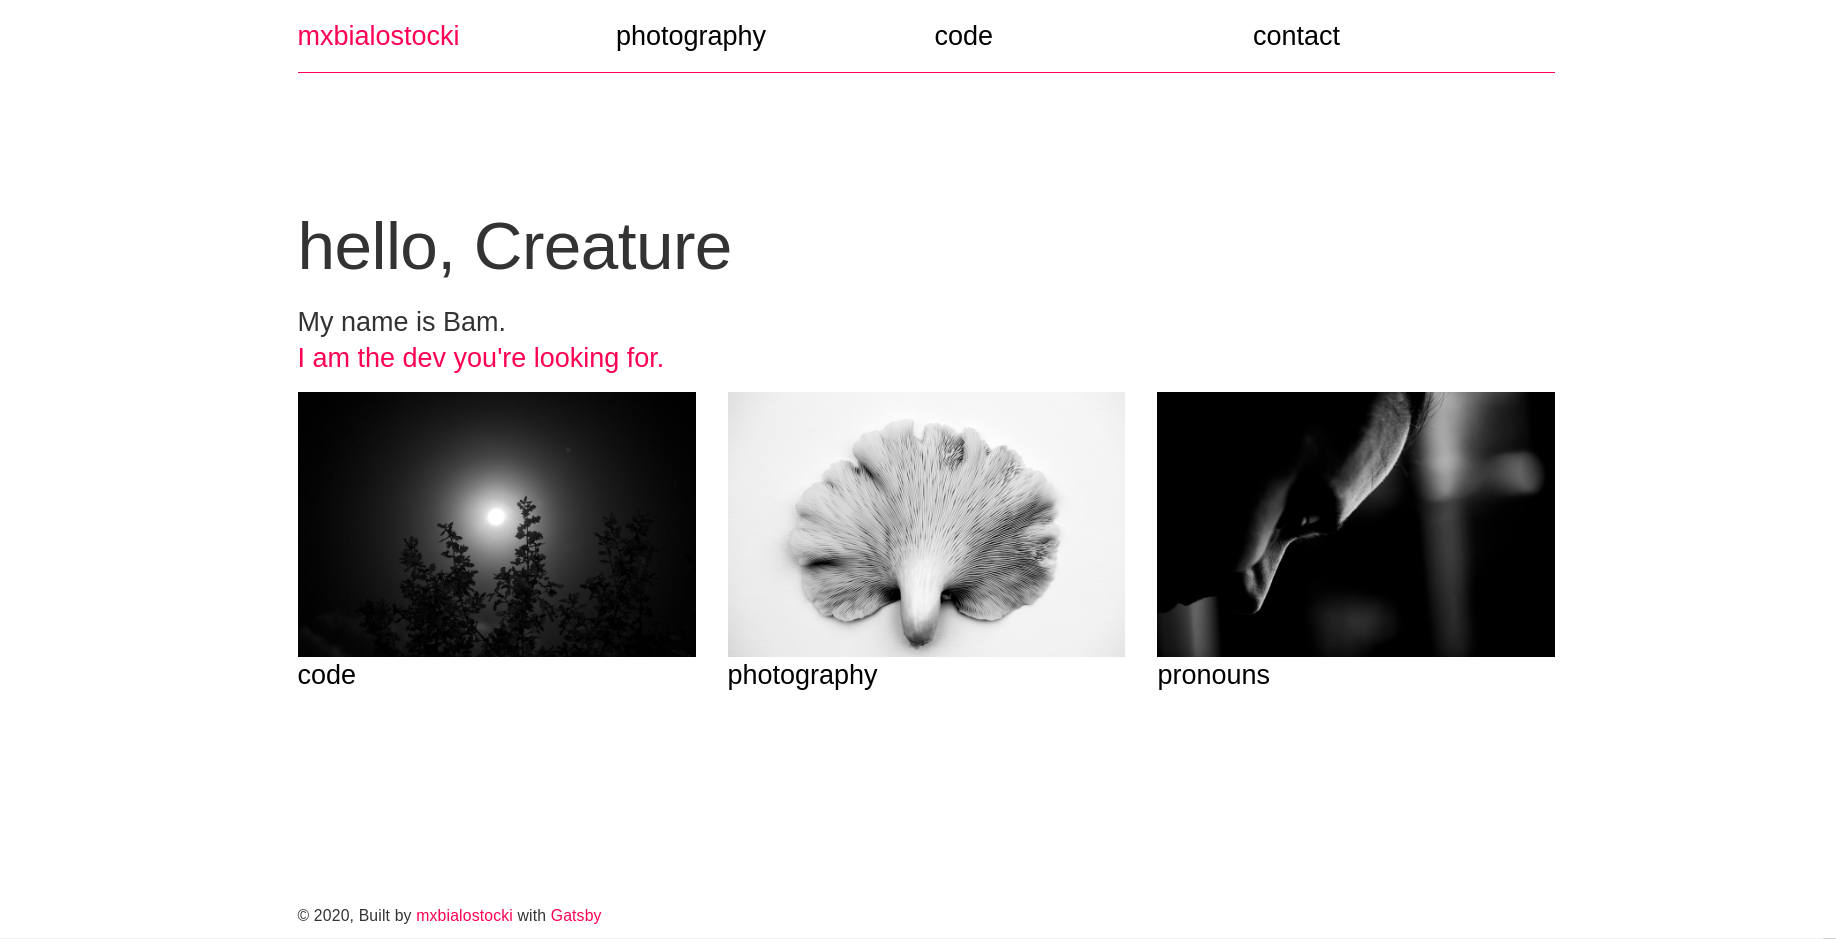 mxbialostocki photography code contact
hello, Creature
My name is Bam.
I am the dev you're looking for.
code photography pronouns
© 2020, Built by mxbialostocki with Gatsby